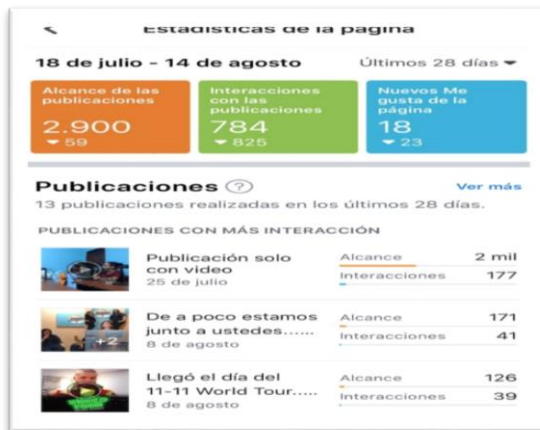 Estadísticas de la página
18 de julio - 14 de agosto
Últimos 28 días
Alcance de las
publicaciones
2.900
59
Interacciones
con las
publicaciones
784
825
Nuevos Me
gusta de la
página
18
23
Publicaciones ?
Ver más
13 publicaciones realizadas en los últimos 28 días.
PUBLICACIONES CON MÁS INTERACCIÓN
Publicación solo
con video
25 de julio
Alcance 2 mil
Interacciones 177
+2
De a poco estamos
junto a ustedes......
8 de agosto
Alcance 171
Interacciones 41
Llegó el día del
11-11 World Tour.....
8 de agosto
Alcance 126
Interacciones 39